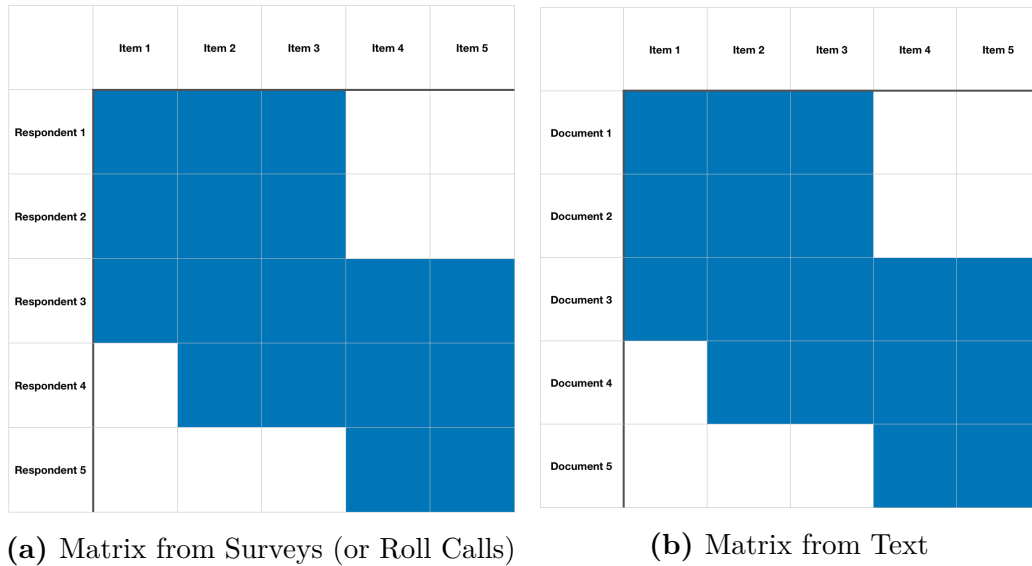 Item 1 Item 2 Item 3 Item 4 Item 5
Respondent 1
Respondent 2
Respondent 3
Respondent 4
Respondent 5
(a) Matrix from Surveys (or Roll Calls)
Item 1 Item 2 Item 3 Item 4 Item 5
Document 1
Document 2
Document 3
Document 4
Document 5
(b) Matrix from Text